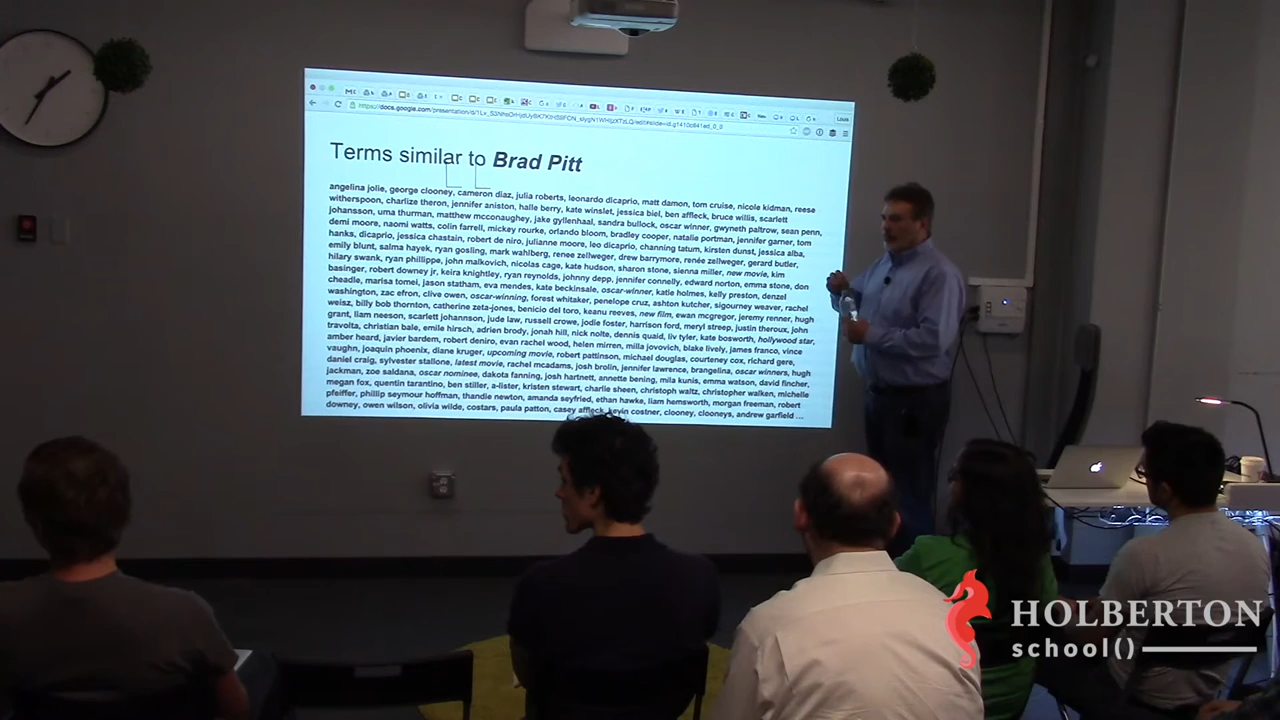 Louis
Terms similar to Brad Pitt
angelina jolie, george clooney, cameron diaz, julia roberts, leonardo dicaprio, matt damon, tom cruise, nicole kidman, reese
witherspoon, charlize theron, jennifer aniston, halle berry, kate winslet, jessica biel, ben affleck, bruce willis, scarlett
johansson, uma thurman, matthew mcconaughey, jake gyllenhaal, sandra bullock, oscar winner, gwyneth paltrow, sean penn,
demi moore, naomi watts, colin farrell, mickey rourke, orlando bloom, bradley cooper, natalie portman, jennifer garner, tom
hanks, dicaprio, jessica chastain, robert de niro, julianne moore, leo dicaprio, channing tatum, kirsten dunst, jessica alba,
emily blunt, salma hayek, ryan gosling, mark wahlberg, renee zellweger, drew barrymore, renée zellweger, gerard butler,
hilary swank, ryan phillippe, john malkovich, nicolas cage, kate hudson, sharon stone, sienna miller, new movie, kim
basinger, robert downey jr, keira knightley, ryan reynolds, johnny depp, jennifer connelly, edward norton, emma stone, don
cheadle, marisa tomei, jason statham, eva mendes, kate beckinsale, oscar-winner, katie holmes, kelly preston, denzel
washington, zac efron, clive owen, oscar-winning, forest whitaker, penelope cruz, ashton kutcher, sigourney weaver, rachel
weisz, billy bob thornton, catherine zeta-jones, benicio del toro, keanu reeves, new film, ewan mcgregor, jeremy renner, hugh
grant, liam neeson, scarlett johannson, jude law, russell crowe, jodie foster, harrison ford, meryl streep, justin theroux, john
travolta, christian bale, emile hirsch, adrien brody, jonah hill, nick nolte, dennis quaid, liv tyler, kate bosworth, hollywood star,
amber heard, javier bardem, robert deniro, evan rachel wood, helen mirren, milla jovovich, blake lively, james franco, vince
vaughn, joaquin phoenix, diane kruger, upcoming movie, robert pattinson, michael douglas, courteney cox, richard gere,
daniel craig, sylvester stallone, latest movie, rachel mcadams, josh brolin, jennifer lawrence, brangelina, oscar winners, hugh
jackman, zoe saldana, oscar nominee, dakota fanning, josh hartnett, annette bening, mila kunis, emma watson, david fincher,
megan fox, quentin tarantino, ben stiller, a-lister, kristen stewart, charlie sheen, christoph waltz, christopher walken, michelle
pfeiffer, phillip seymour hoffman, thandie newton, amanda seyfried, ethan hawke, liam hemsworth, morgan freeman, robert
downey, owen wilson, olivia wilde, costars, paula patton, casey affleck, kevin costner, clooney, clooneys, andrew garfield ...
HOLBERTON
school()